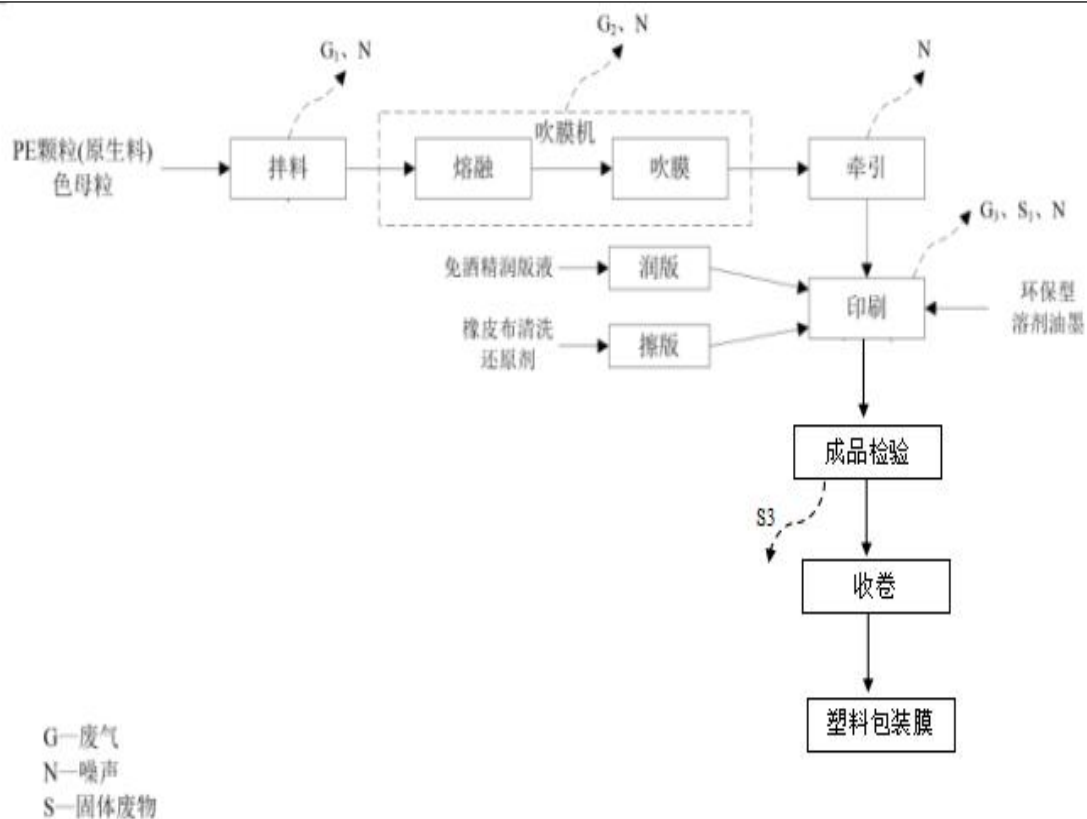 G₁、N
G₂、N
N
吹膜机
PE颗粒(原生料)
色母粒
拌料
熔融
吹膜
牵引
G₃、S₁、N
免酒精润版液
润版
印刷
环保型
溶剂油墨
橡皮布清洗
还原剂
擦版
成品检验
S3
收卷
塑料包装膜
G—废气
N—噪声
S—固体废物